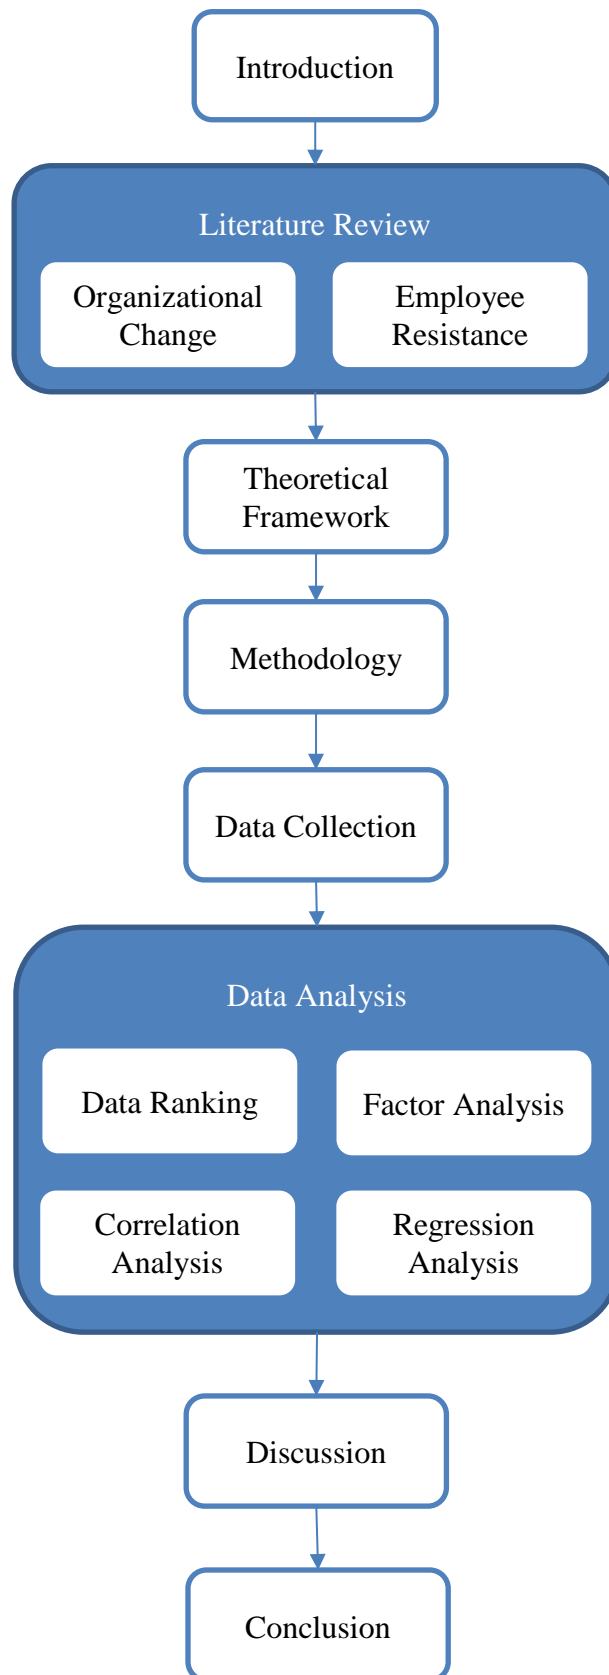 Introduction
Literature Review
Organizational
Change
Employee
Resistance
Theoretical
Framework
Methodology
Data Collection
Data Analysis
Data Ranking
Factor Analysis
Correlation
Analysis
Regression
Analysis
Discussion
Conclusion